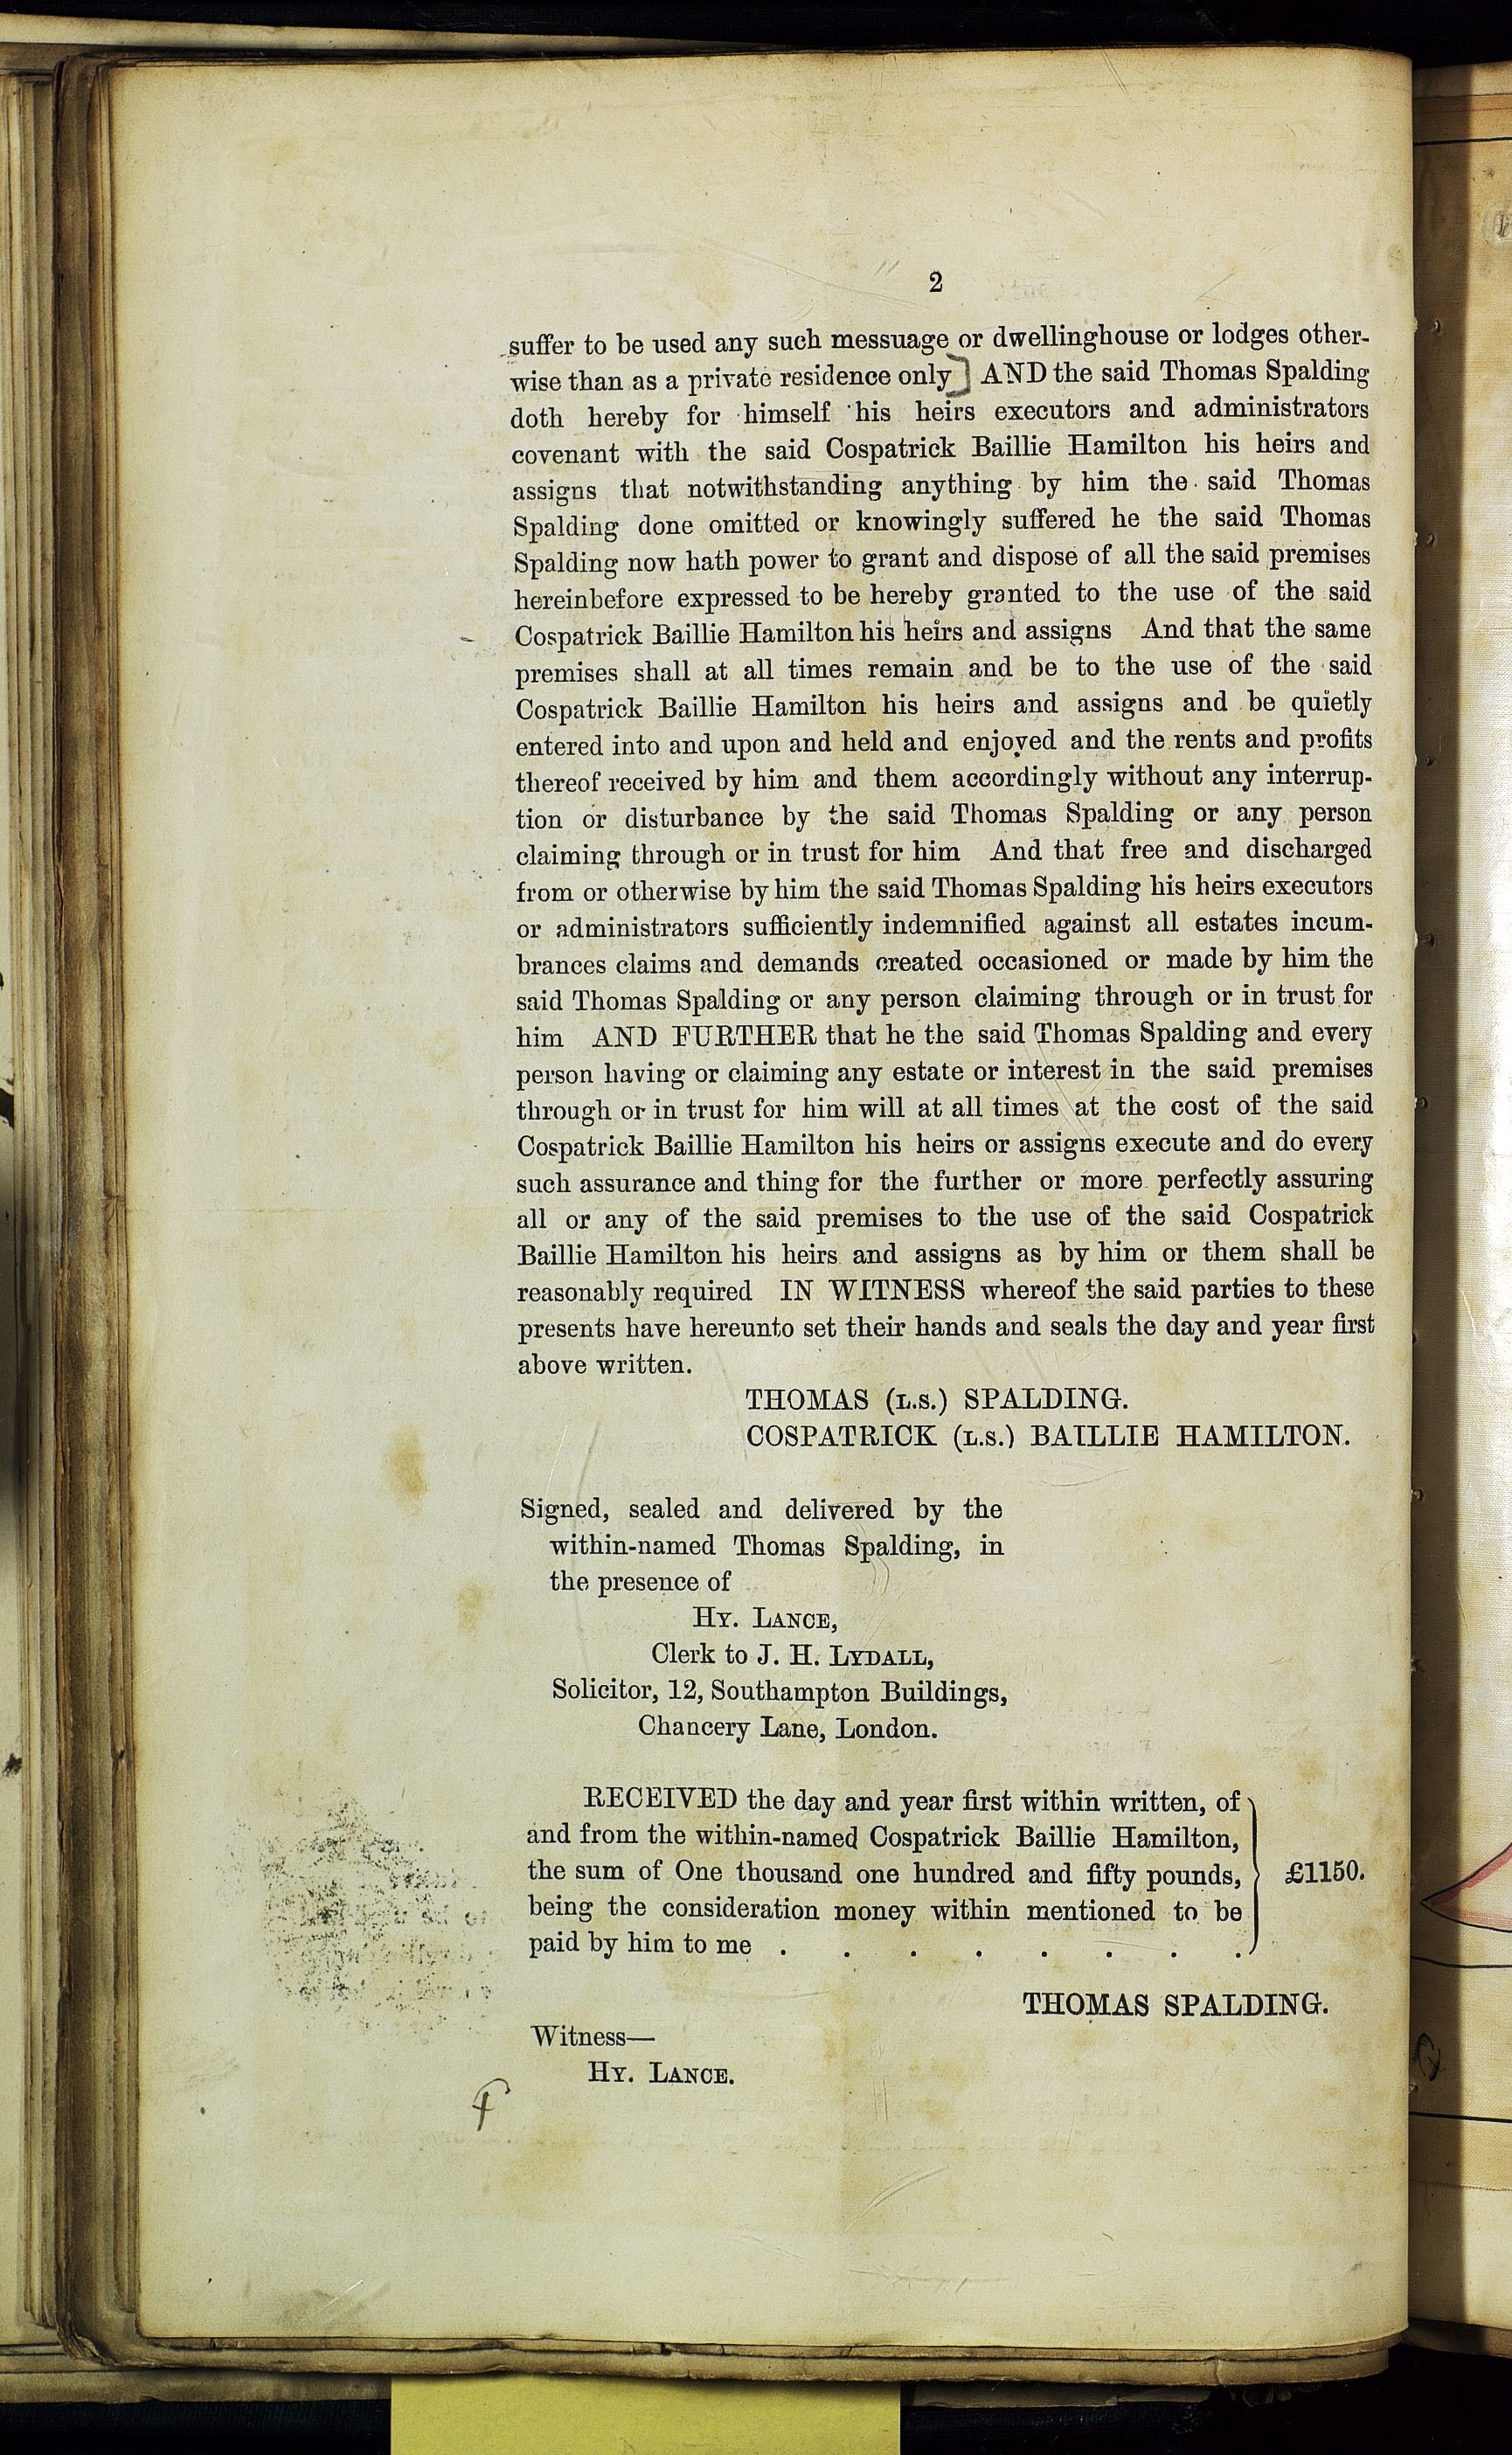 2
suffer to be used any such messuage or dwellinghouse or lodges other-
wise than as a private residence only] AND the said Thomas Spalding
doth hereby for himself his heirs executors and administrators
covenant with the said Cospatrick Baillie Hamilton his heirs and
assigns that notwithstanding anything by him the said Thomas
Spalding done omitted or knowingly suffered he the said Thomas
Spalding now hath power to grant and dispose of all the said premises
hereinbefore expressed to be hereby granted to the use of the said
Cospatrick Baillie Hamilton his heirs and assigns And that the same
premises shall at all times remain and be to the use of the said
Cospatrick Baillie Hamilton his heirs and assigns and be quietly
entered into and upon and held and enjoyed and the rents and profits
thereof received by him and them accordingly without any interrup-
tion or disturbance by the said Thomas Spalding or any person
claiming through or in trust for him And that free and discharged
from or otherwise by him the said Thomas Spalding his heirs executors
or administrators sufficiently indemnified against all estates incum-
brances claims and demands created occasioned or made by him the
said Thomas Spalding or any person claiming through or in trust for
him AND FURTHER that he the said Thomas Spalding and every
person having or claiming any estate or interest in the said premises
through or in trust for him will at all times at the cost of the said
Cospatrick Baillie Hamilton his heirs or assigns execute and do every
such assurance and thing for the further or more perfectly assuring
all or any of the said premises to the use of the said Cospatrick
Baillie Hamilton his heirs and assigns as by him or them shall be
reasonably required IN WITNESS whereof the said parties to these
presents have hereunto set their hands and seals the day and year first
above written.
THOMAS (L.S.) SPALDING.
COSPATRICK (L.S.) BAILLIE HAMILTON.
Signed, sealed and delivered by the
within-named Thomas Spalding, in
the presence of
HY. LANCE,
Clerk to J. H. LYDALL,
Solicitor, 12, Southampton Buildings,
Chancery Lane, London.
RECEIVED the day and year first within written, of
and from the within-named Cospatrick Baillie Hamilton,
the sum of One thousand one hundred and fifty pounds, £1150.
being the consideration money within mentioned to be
paid by him to me . . . . . . . .
THOMAS SPALDING.
Witness—
HY. LANCE.